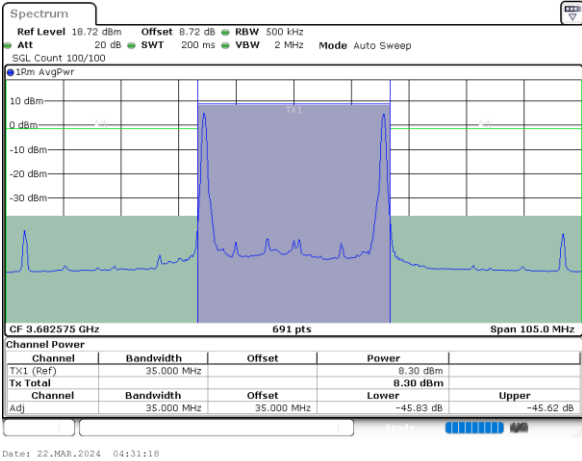 Spectrum
Ref Level 18.72 dBm Offset 8.72 dB RBW 500 kHz
Att 20 dB SWT 200 ms VBW 2 MHz Mode Auto Sweep
SGL Count 100/100
1Rm AvgPwr
10 dBm
TX1
0 dBm Adj Adj
-10 dBm
-20 dBm
-30 dBm
CF 3.682575 GHz 691 pts Span 105.0 MHz
Channel Power
Channel Bandwidth Offset Power
TX1 (Ref) 35.000 MHz 8.30 dBm
Tx Total 8.30 dBm
Channel Bandwidth Offset Lower Upper
Adj 35.000 MHz 35.000 MHz -45.83 dB -45.62 dB
Date: 22.MAR.2024 04:31:18